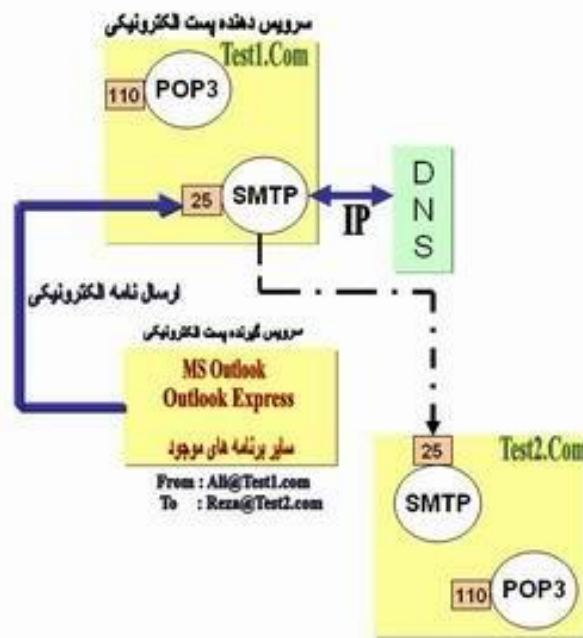 سرویس دهنده پست الکترونیکی
Test1.Com
110
POP3
25
SMTP
IP
D
N
S
ارسال نامه الکترونیکی
سرویس گیرنده پست الکترونیکی
MS Outlook
Outlook Express
سایر برنامه های موجود
From : Ali@Test1.com
To : Reza@Test2.com
Test2.Com
25
SMTP
110
POP3